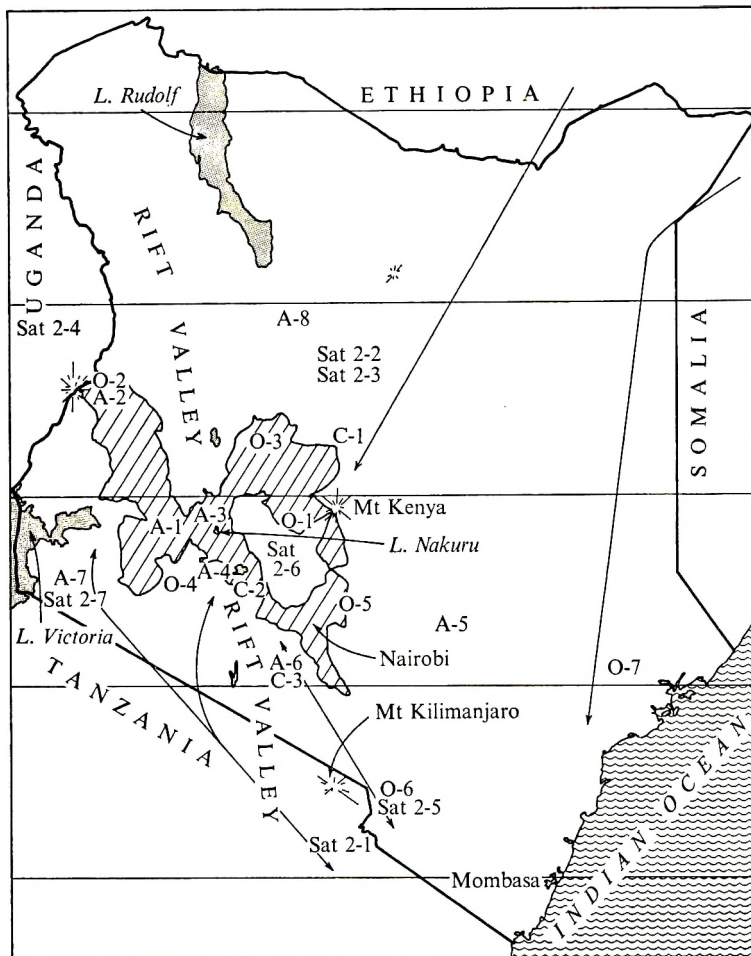 L. Rudolf
ETHIOPIA
UGANDA
RIFT
VALLEY
Sat 2-4
A-8
Sat 2-2
Sat 2-3
SOMALIA
O-2
A-2
O-3
C-1
A-1
A-3
O-1
Mt Kenya
L. Nakuru
Sat
2-6
A-7
Sat 2-7
O-4
A-4
C-2
O-5
A-5
L. Victoria
RIFT
VALLEY
Nairobi
A-6
C-3
O-7
TANZANIA
Mt Kilimanjaro
O-6
Sat 2-5
Sat 2-1
Mombasa
INDIAN OCEAN